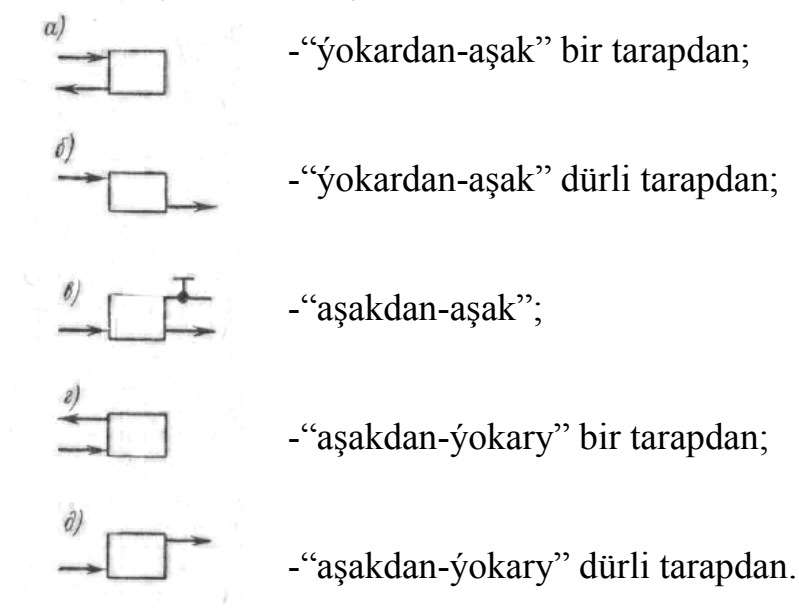 а)
-“ýokardan-aşak” bir tarapdan;
б)
-“ýokardan-aşak” dürli tarapdan;
в)
-“aşakdan-aşak”;
г)
-“aşakdan-ýokary” bir tarapdan;
д)
-“aşakdan-ýokary” dürli tarapdan.